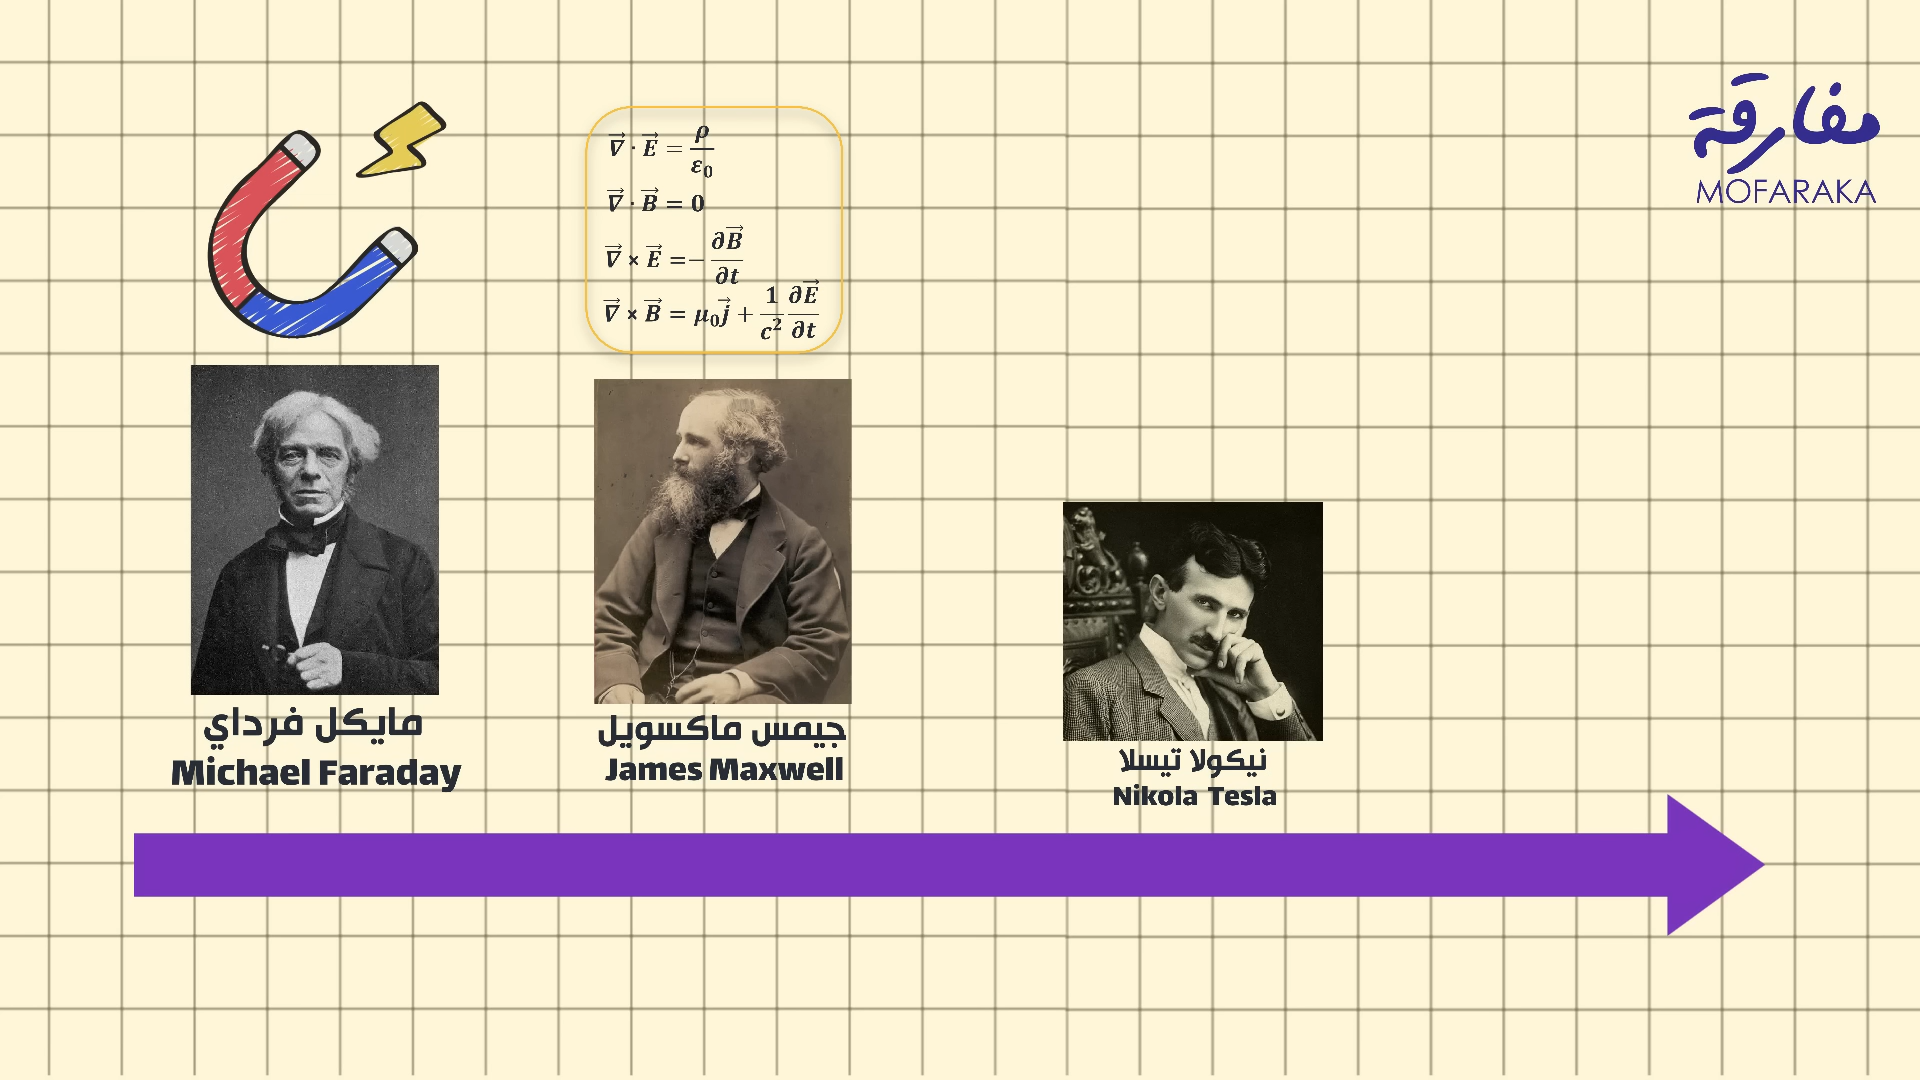 مفارقة
MOFARAKA
∇⃗ · E⃗ = ρ/ε₀
∇⃗ · B⃗ = 0
∇⃗ × E⃗ =− ∂B⃗/∂t
∇⃗ × B⃗ = μ₀j⃗ + 1/c² ∂E⃗/∂t
مايكل فرداي
Michael Faraday
جيمس ماكسويل
James Maxwell
نيكولا تيسلا
Nikola Tesla